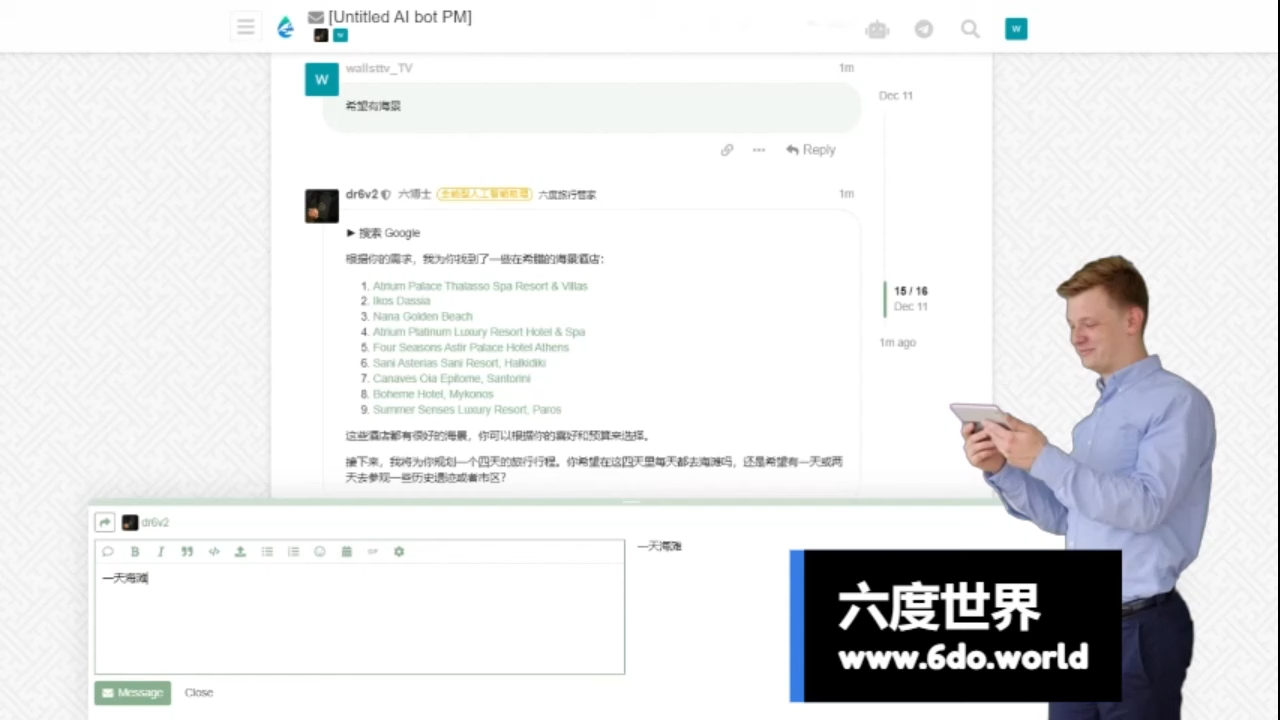 [Untitled AI bot PM]
W
W
W
wallsttv_TV
1m
希望有海景
Reply
Dec 11
dr6v2 六博士 全能型人工智能助理 六度旅行管家
1m
▶ 搜索 Google
根据你的需求，我为你找到了一些在希腊的海景酒店：
1. Atrium Palace Thalasso Spa Resort & Villas
2. Ikos Dassia
3. Nana Golden Beach
4. Atrium Platinum Luxury Resort Hotel & Spa
5. Four Seasons Astir Palace Hotel Athens
6. Sani Asterias Sani Resort, Halkidiki
7. Canaves Oia Epitome, Santorini
8. Boheme Hotel, Mykonos
9. Summer Senses Luxury Resort, Paros
这些酒店都有很好的海景，你可以根据你的喜好和预算来选择。
接下来，我将为你规划一个四天的旅行行程。你希望在这四天里每天都去海滩吗，还是希望有一天或两
天去参观一些历史遗迹或者市区？
15 / 16
Dec 11
1m ago
dr6v2
B I GIF
一天海滩
一天海滩
Message Close
六度世界
www.6do.world